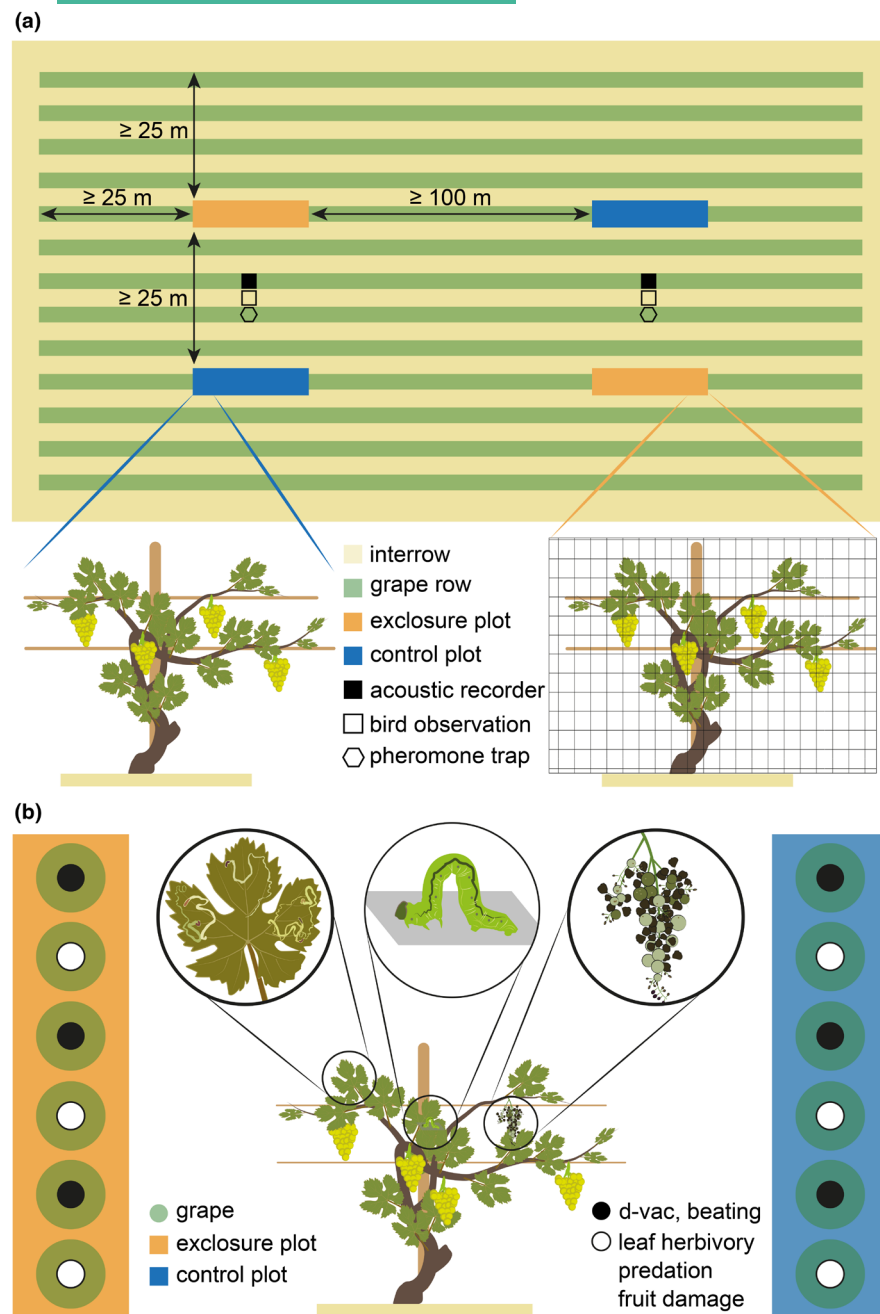 (a)
≥ 25 m
≥ 25 m
≥ 100 m
≥ 25 m
interrow
grape row
exclosure plot
control plot
acoustic recorder
bird observation
pheromone trap
(b)
grape
exclosure plot
control plot
d-vac, beating
leaf herbivory
predation
fruit damage